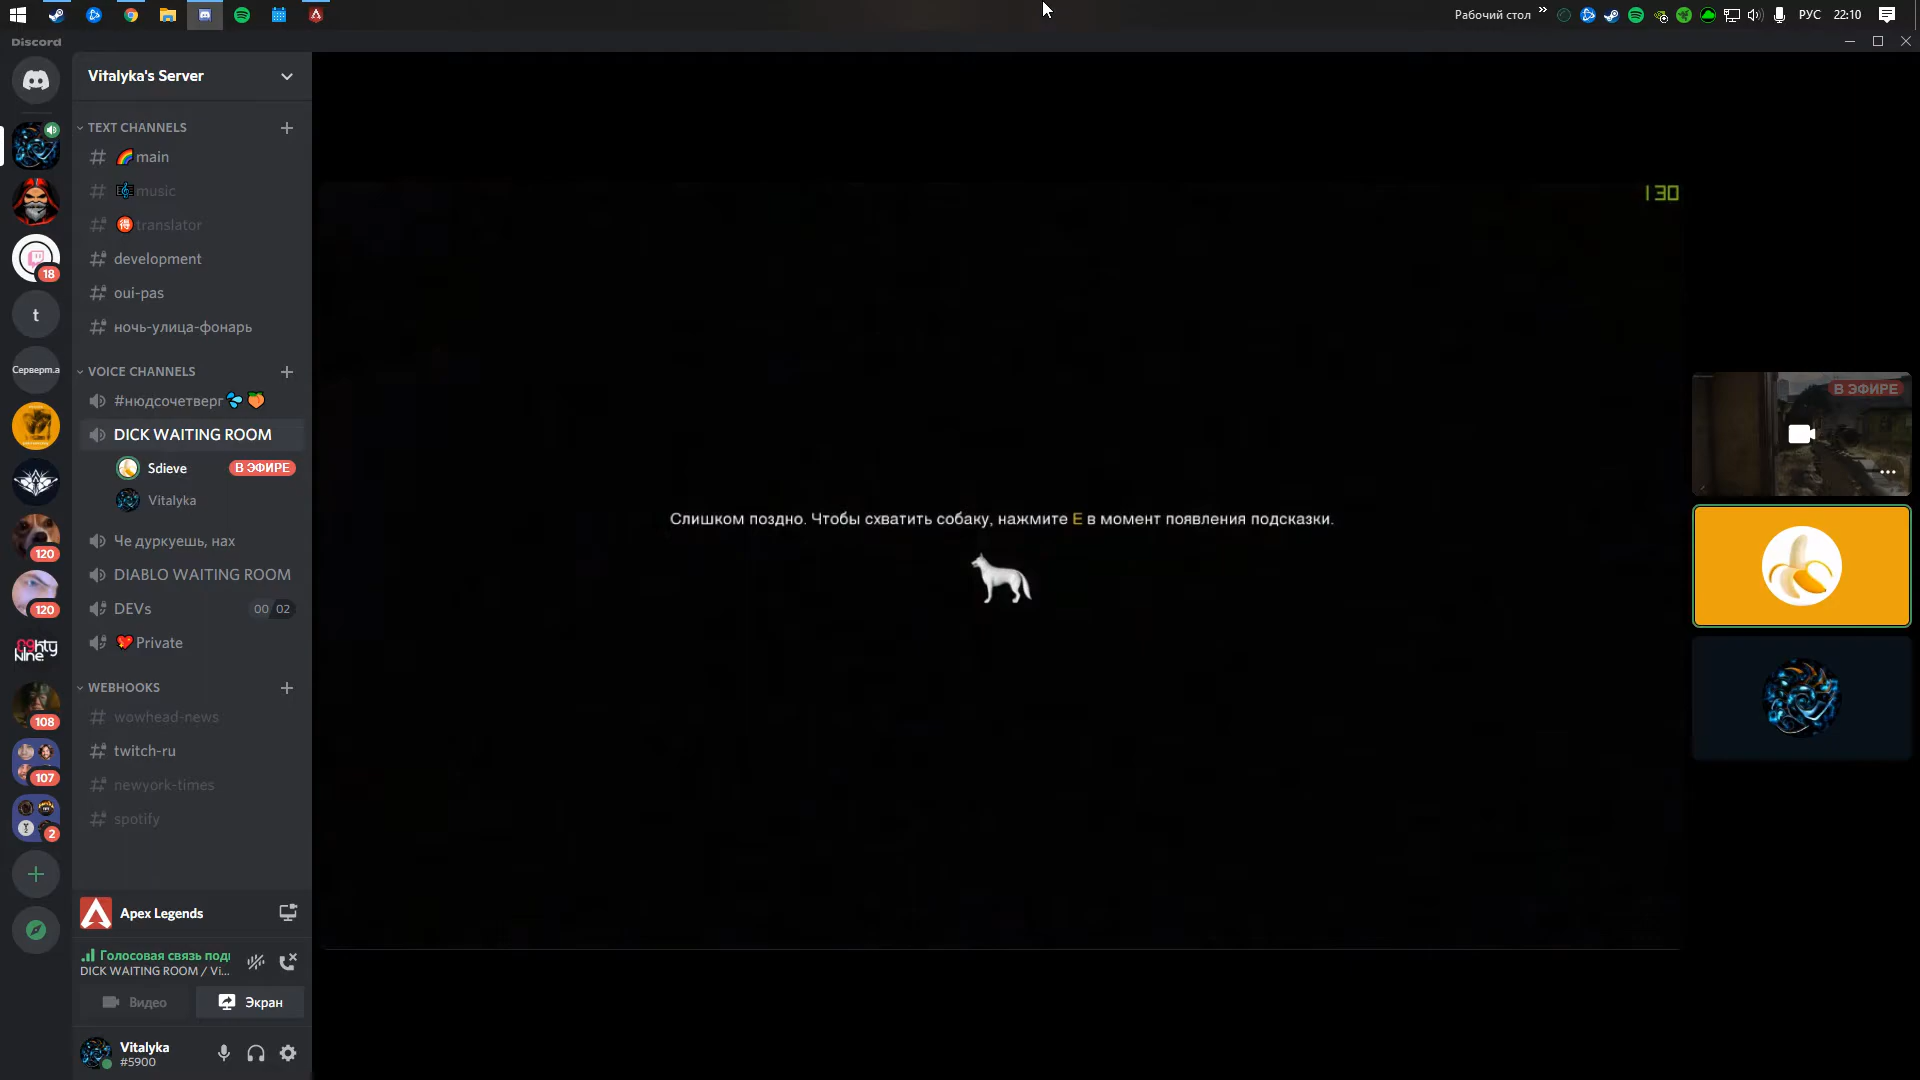 Рабочий стол
РУС
22:10
Discord
Vitalyka's Server
TEXT CHANNELS
main
music
translator
development
oui-pas
ночь-улица-фонарь
VOICE CHANNELS
#нюдсочетверг
DICK WAITING ROOM
Sdieve
В ЭФИРЕ
Vitalyka
Че дуркуешь, нах
DIABLO WAITING ROOM
DEVs
00 02
Private
WEBHOOKS
wowhead-news
twitch-ru
newyork-times
spotify
18
t
Серверm.a
120
120
89hty
Nine
108
107
2
Apex Legends
Голосовая связь подк
DICK WAITING ROOM / Vi...
Видео
Экран
Vitalyka
#5900
130
Слишком поздно. Чтобы схватить собаку, нажмите E в момент появления подсказки.
В ЭФИРЕ